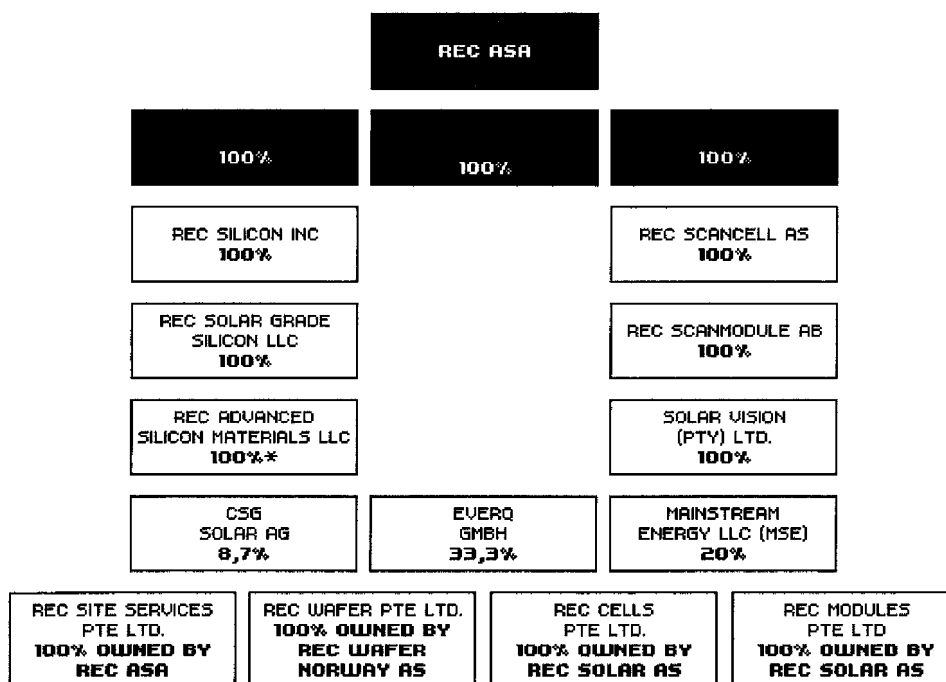 REC ASA
100%
100%
100%
REC SILICON INC
100%
REC SCANCELL AS
100%
REC SOLAR GRADE
SILICON LLC
100%
REC SCANMODULE AB
100%
REC ADVANCED
SILICON MATERIALS LLC
100%*
SOLAR VISION
(PTY) LTD.
100%
CSG
SOLAR AG
8,7%
EVERQ
GMBH
33,3%
MAINSTREAM
ENERGY LLC (MSE)
20%
REC SITE SERVICES
PTE LTD.
100% OWNED BY
REC ASA
REC WAFER PTE LTD.
100% OWNED BY
REC WAFER
NORWAY AS
REC CELLS
PTE LTD.
100% OWNED BY
REC SOLAR AS
REC MODULES
PTE LTD
100% OWNED BY
REC SOLAR AS